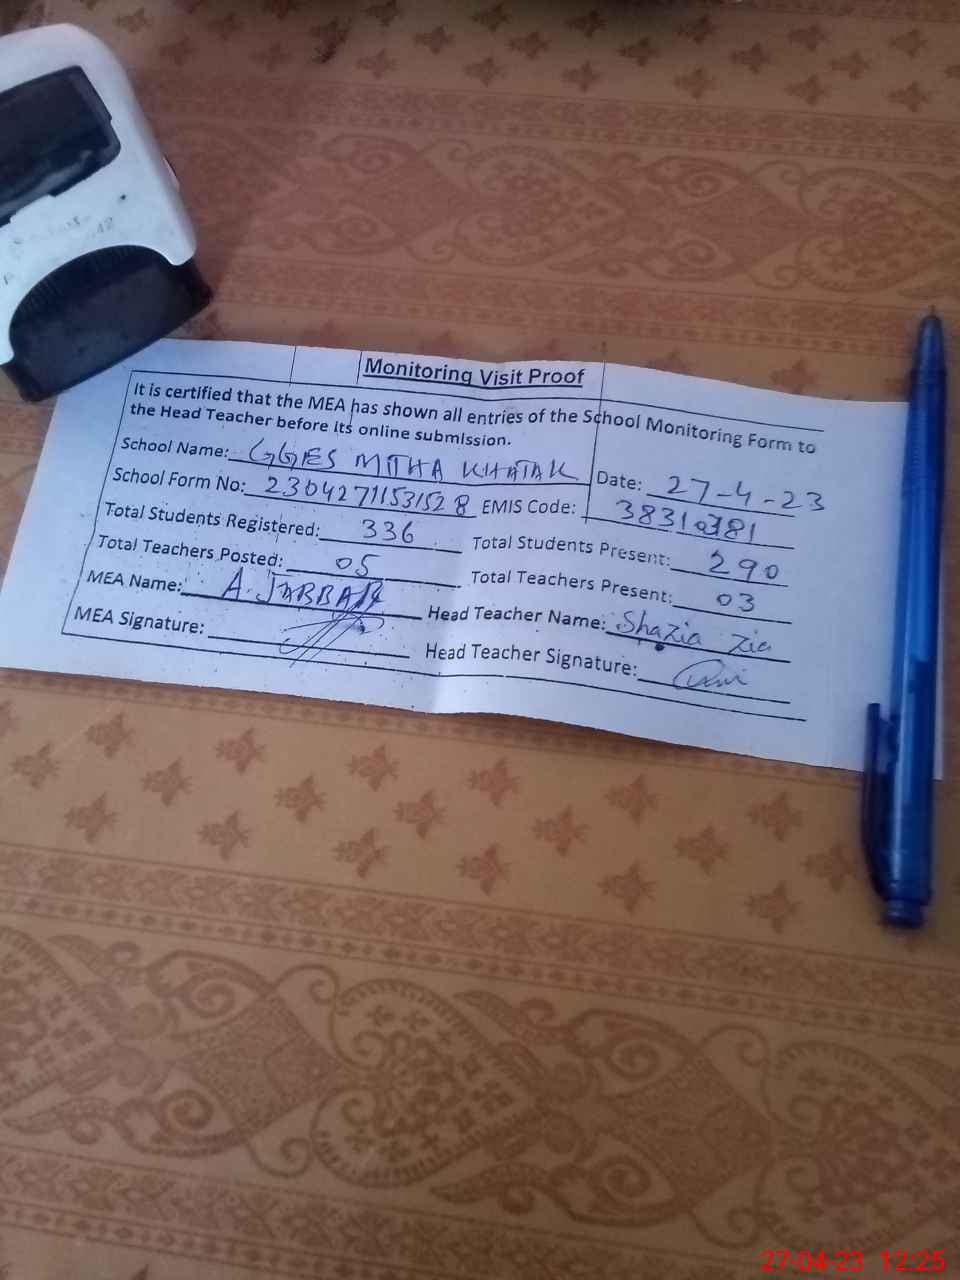 Monitoring Visit Proof
It is certified that the MEA has shown all entries of the School Monitoring Form to
the Head Teacher before its online submission.
School Name: GGES MITHA KHATAK Date: 27-4-23
School Form No: 23042711531528 EMIS Code:
Total Students Registered: 336 Total Students Present: 290
Total Teachers Posted: 05 Total Teachers Present: 03
MEA Name: A.JABBAR Head Teacher Name: Shazia Zia
MEA Signature: Head Teacher Signature:
27-04-23 12:25